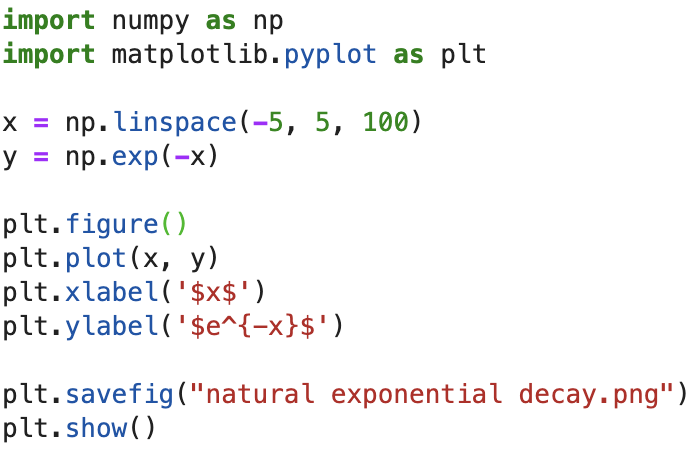 import numpy as np
import matplotlib.pyplot as plt
x = np.linspace(-5, 5, 100)
y = np.exp(-x)
plt.figure()
plt.plot(x, y)
plt.xlabel('$x$')
plt.ylabel('$e^{-x}$')
plt.savefig("natural exponential decay.png")
plt.show()